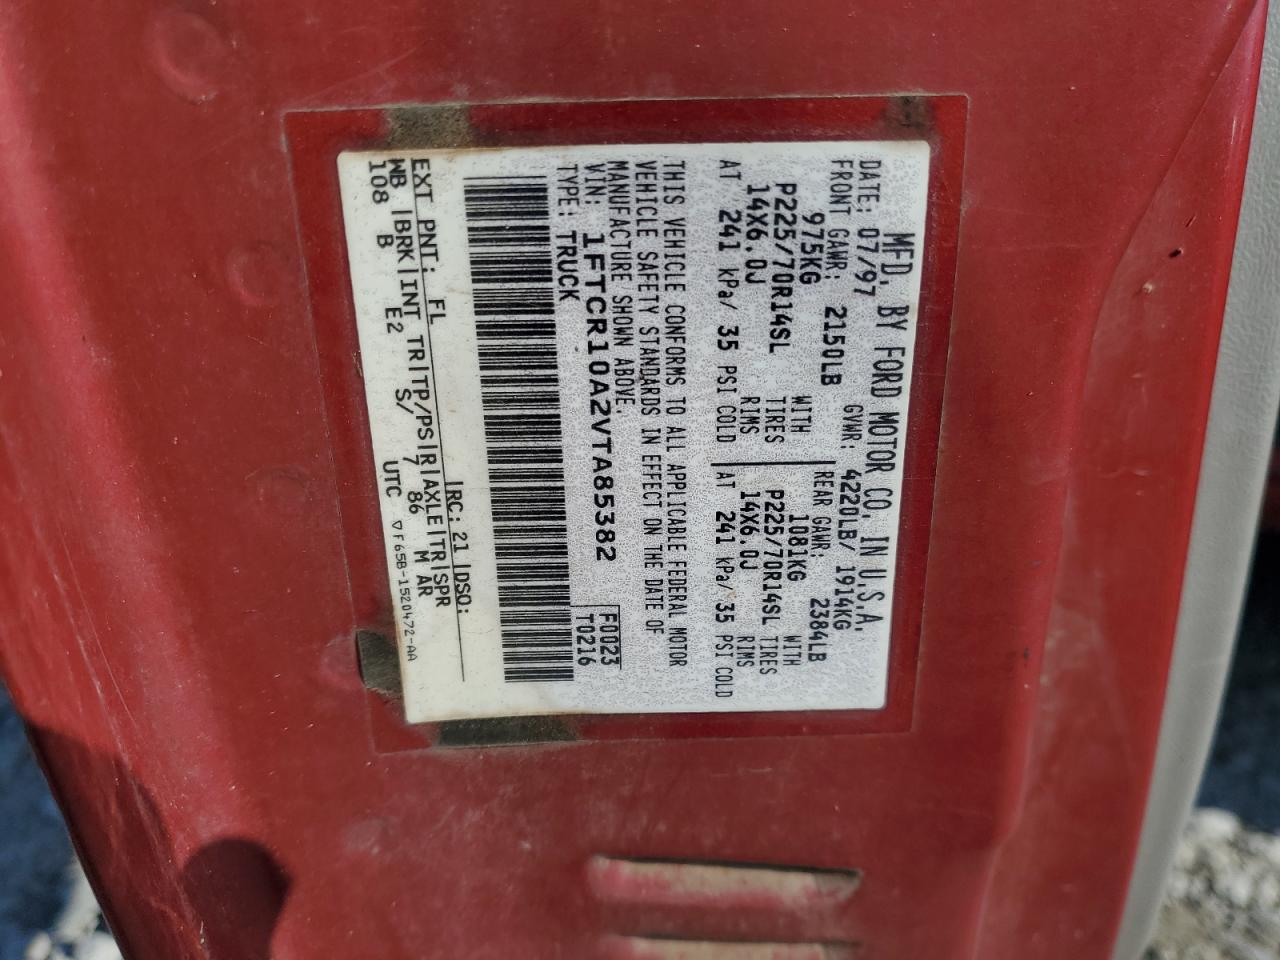 MFD. BY FORD MOTOR CO. IN U.S.A.
DATE: 07/97 GVWR: 4220LB/ 1914KG
FRONT GAWR: 2150LB REAR GAWR: 2384LB
975KG WITH 1081KG WITH
P225/70R14SL TIRES P225/70R14SL TIRES
14X6.0J RIMS 14X6.0J RIMS
AT 241 kPa/ 35 PSI COLD AT 241 kPa/ 35 PSI COLD
THIS VEHICLE CONFORMS TO ALL APPLICABLE FEDERAL MOTOR
VEHICLE SAFETY STANDARDS IN EFFECT ON THE DATE OF
MANUFACTURE SHOWN ABOVE.
VIN: 1FTCR10A2VTA85382 F0023
TYPE: TRUCK T0216
EXT PNT: FL RC: 21 DSO:
WB BRK INT TR TP/PS R AXLE TR SPR
108 B E2 S/ 7 86 M AR
UTC ▽F65B-1520472-AA